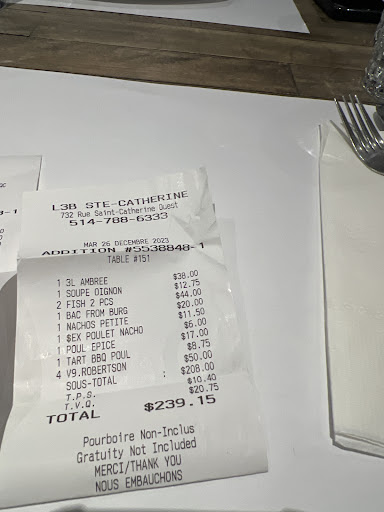 L3B STE-CATHERINE
732 Rue Saint-Catherine Ouest
514-788-6333
MAR 26 DECEMBRE 2023
ADDITION #5538848-1
TABLE #151
1 3L AMBREE $38.00
1 SOUPE OIGNON $12.75
2 FISH 2 PCS $44.00
1 BAC FROM BURG $20.00
1 NACHOS PETITE $11.50
1 $EX POULET NACHO $6.00
1 POUL EPICE $17.00
1 TART BBQ POUL $8.75
4 V9.ROBERTSON $50.00
SOUS-TOTAL : $208.00
T.P.S. $10.40
T.V.Q. $20.75
TOTAL $239.15
Pourboire Non-Inclus
Gratuity Not Included
MERCI/THANK YOU
NOUS EMBAUCHONS